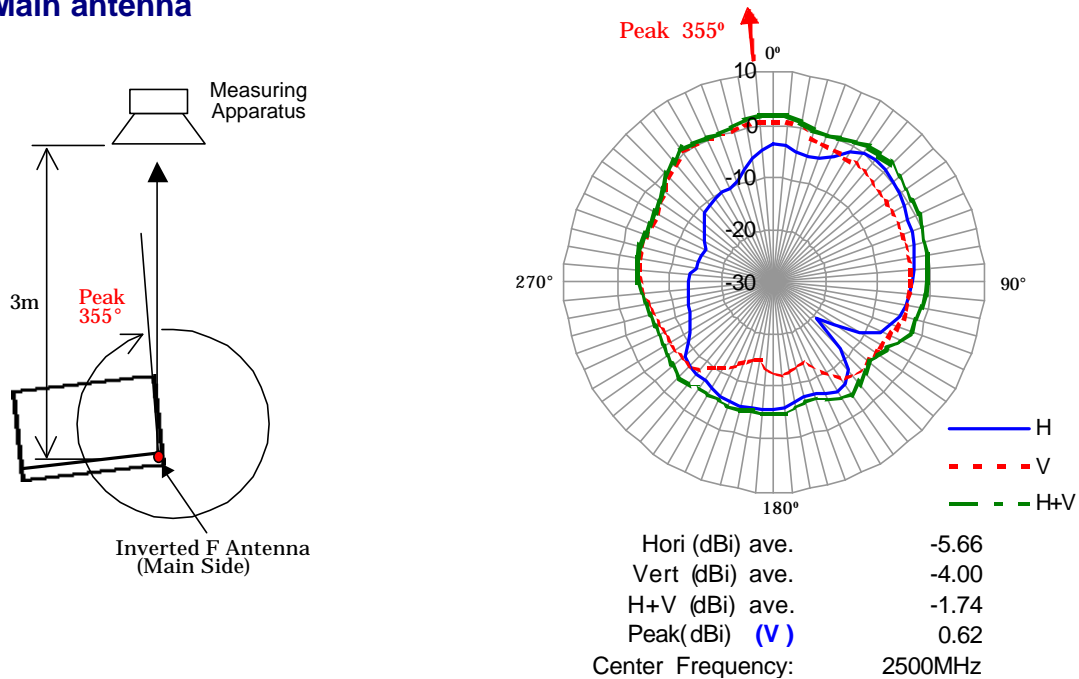 Main antenna
Measuring
Apparatus
3m
Peak
355°
Inverted F Antenna
(Main Side)
Peak 355º
0º
10
0
-10
-20
-30
270°
90°
180º
H
V
H+V
Hori (dBi) ave. -5.66
Vert (dBi) ave. -4.00
H+V (dBi) ave. -1.74
Peak(dBi) (V) 0.62
Center Frequency: 2500MHz